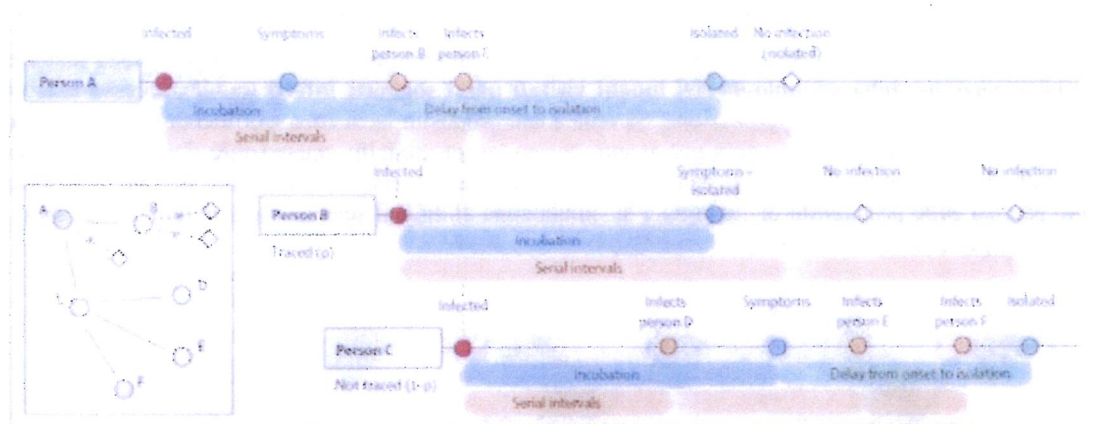 Infected
Symptoms
Infects
person B
Infects
person C
Isolated
No infection
(isolated)
Person A
Incubation
Delay from onset to isolation
Serial intervals
Infected
Symptoms –
isolated
No infection
No infection
Person B
Traced (ρ)
Incubation
Serial intervals
A
B
D
E
F
Infected
Infects
person D
Symptoms
Infects
person E
Infects
person F
Isolated
Person C
Not traced (1-ρ)
Incubation
Delay from onset to isolation
Serial intervals